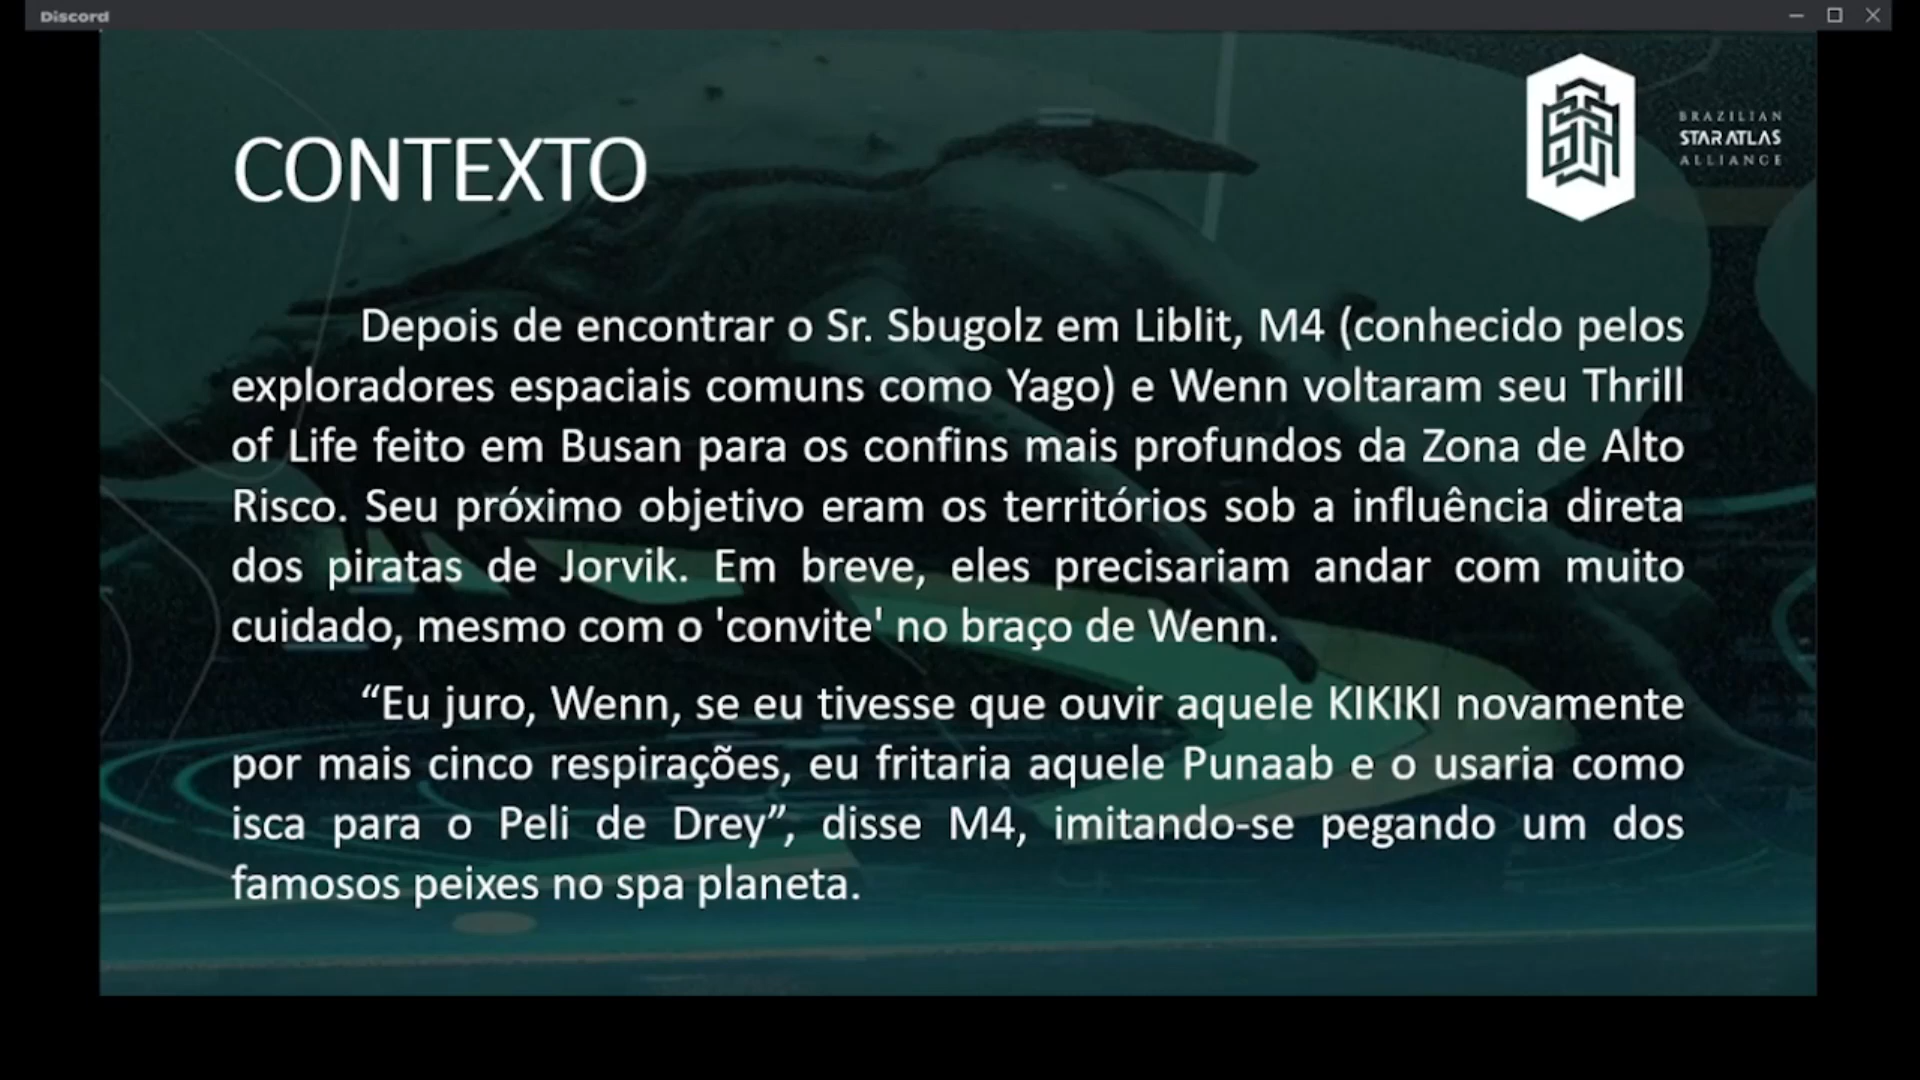 Discord
BRAZILIAN
STAR ATLAS
ALLIANCE
CONTEXTO
Depois de encontrar o Sr. Sbugolz em Liblit, M4 (conhecido pelos
exploradores espaciais comuns como Yago) e Wenn voltaram seu Thrill
of Life feito em Busan para os confins mais profundos da Zona de Alto
Risco. Seu próximo objetivo eram os territórios sob a influência direta
dos piratas de Jorvik. Em breve, eles precisariam andar com muito
cuidado, mesmo com o 'convite' no braço de Wenn.
“Eu juro, Wenn, se eu tivesse que ouvir aquele KIKIKI novamente
por mais cinco respirações, eu fritaria aquele Punaab e o usaria como
isca para o Peli de Drey”, disse M4, imitando-se pegando um dos
famosos peixes no spa planeta.